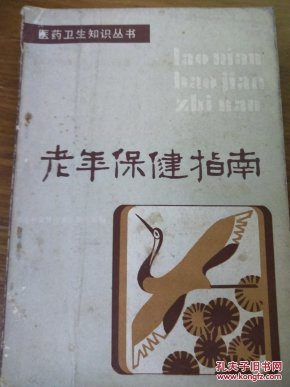 医药卫生知识丛书
lao nian
bao jian
zhi nan
老年保健指南
孔夫子旧书网